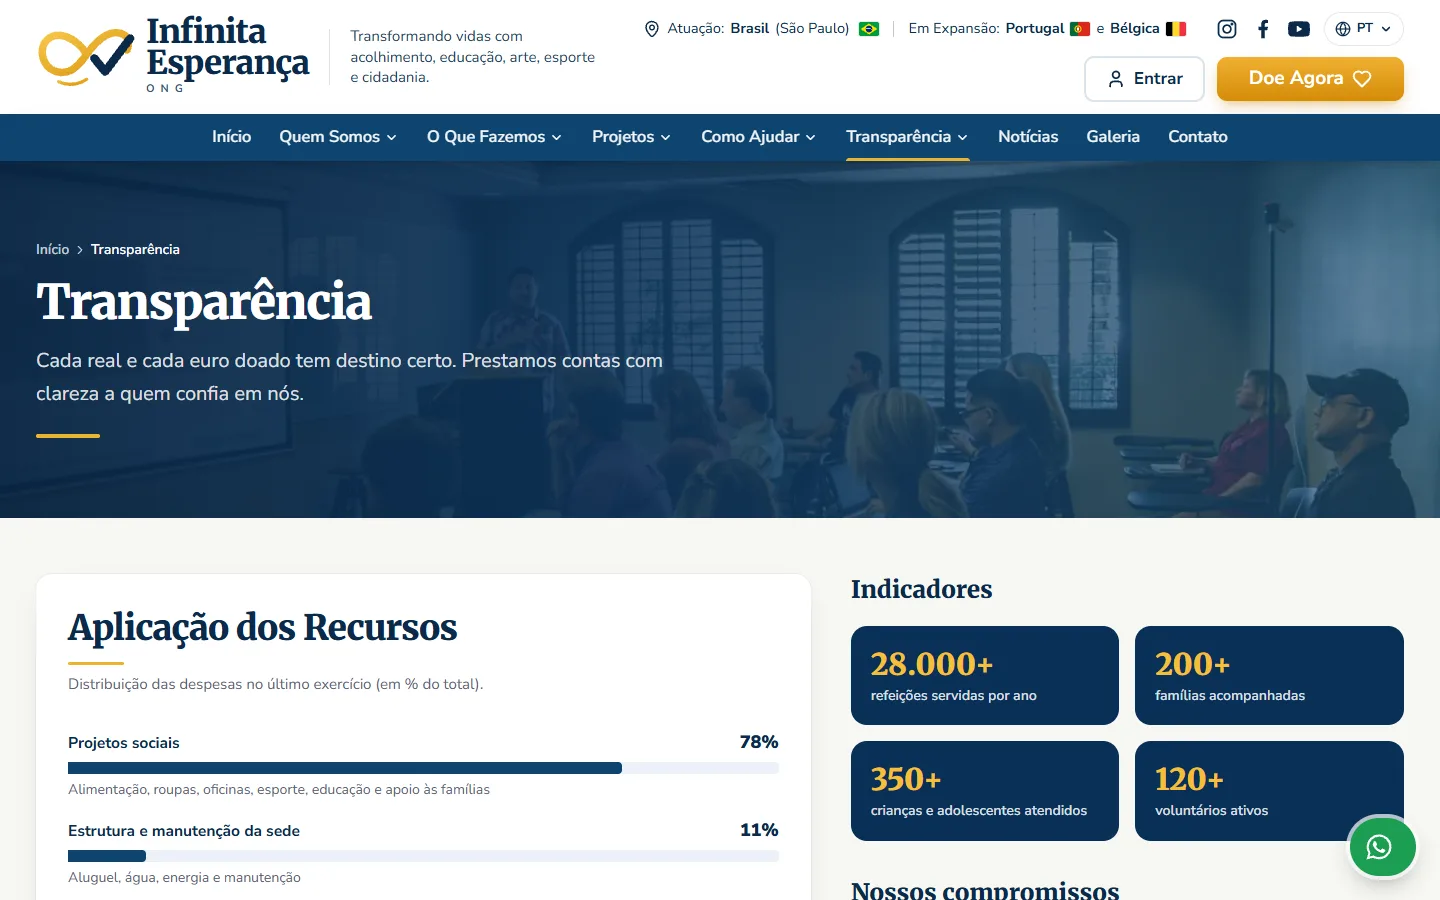 Infinita
Esperança
ONG
Transformando vidas com
acolhimento, educação, arte, esporte
e cidadania.
Atuação: Brasil (São Paulo)
Em Expansão: Portugal e Bélgica
PT
Entrar
Doe Agora
Início
Quem Somos
O Que Fazemos
Projetos
Como Ajudar
Transparência
Notícias
Galeria
Contato
Início > Transparência
Transparência
Cada real e cada euro doado tem destino certo. Prestamos contas com
clareza a quem confia em nós.
Aplicação dos Recursos
Distribuição das despesas no último exercício (em % do total).
Projetos sociais 78%
Alimentação, roupas, oficinas, esporte, educação e apoio às famílias
Estrutura e manutenção da sede 11%
Aluguel, água, energia e manutenção
Indicadores
28.000+
refeições servidas por ano
200+
famílias acompanhadas
350+
crianças e adolescentes atendidos
120+
voluntários ativos
Nossos compromissos